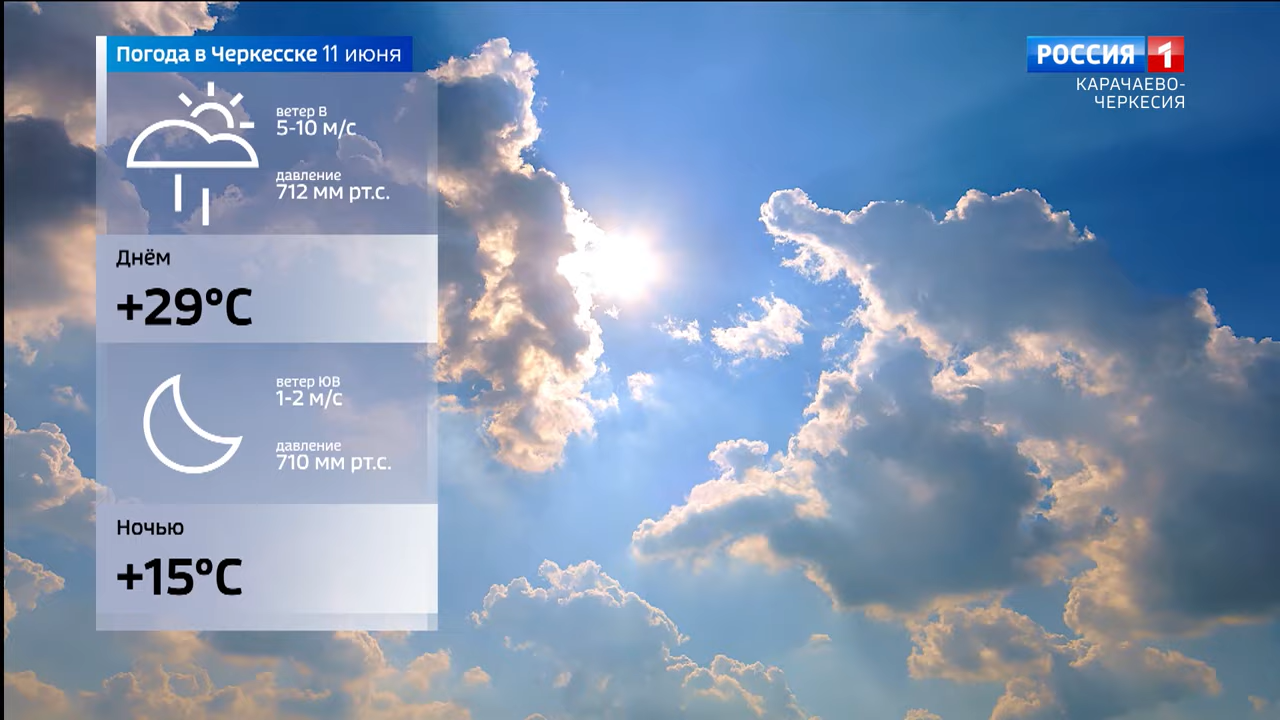 Погода в Черкесске 11 июня
ветер В
5-10 м/с
давление
712 мм рт.с.
Днём
+29°C
ветер ЮВ
1-2 м/с
давление
710 мм рт.с.
Ночью
+15°C
РОССИЯ 1
КАРАЧАЕВО-
ЧЕРКЕСИЯ